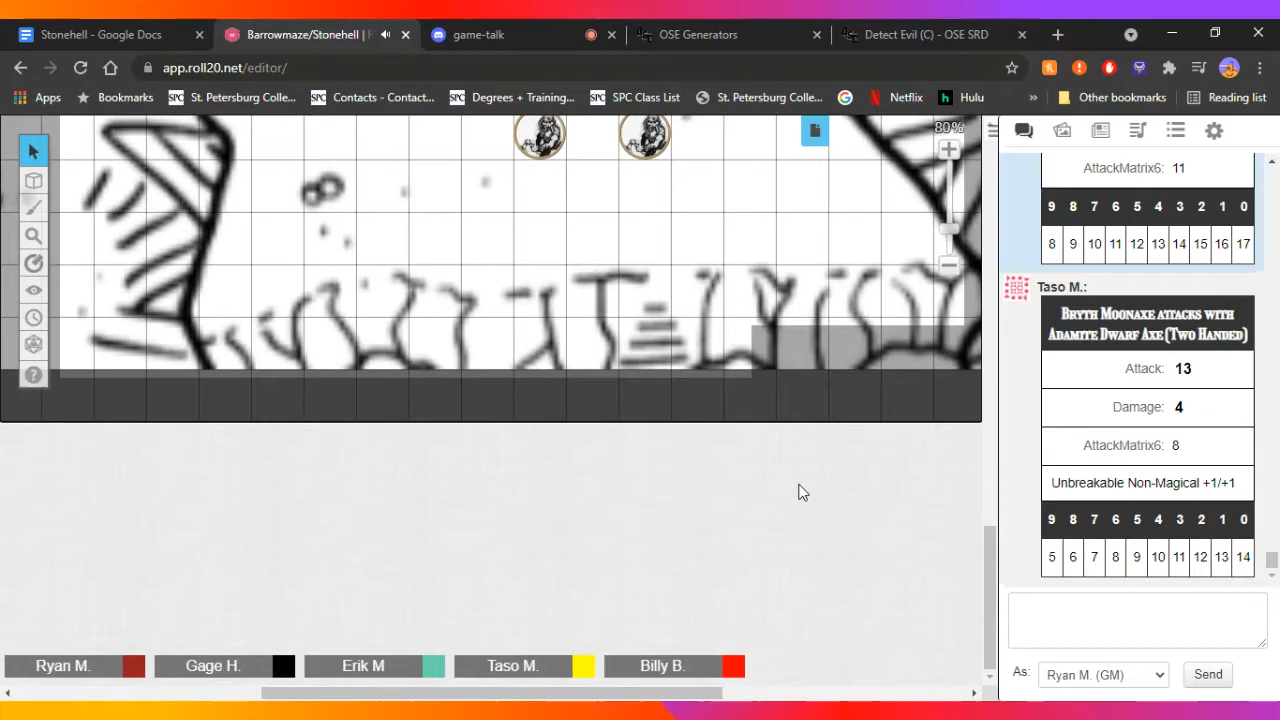 Stonehell - Google Docs
Barrowmaze/Stonehell | R
game-talk
OSE Generators
Detect Evil (C) - OSE SRD
app.roll20.net/editor/
Apps
Bookmarks
SPC
St. Petersburg Colle...
SPC
Contacts - Contact...
SPC
Degrees + Training...
SPC
SPC Class List
St. Petersburg Colle...
Netflix
Hulu
Other bookmarks
Reading list
80%
AttackMatrix6: 11
9 8 7 6 5 4 3 2 1 0
8 9 10 11 12 13 14 15 16 17
Taso M.:
Bryth Moonaxe attacks with
Adamite Dwarf Axe (Two Handed)
Attack: 13
Damage: 4
AttackMatrix6: 8
Unbreakable Non-Magical +1/+1
9 8 7 6 5 4 3 2 1 0
5 6 7 8 9 10 11 12 13 14
Ryan M.
Gage H.
Erik M
Taso M.
Billy B.
As: Ryan M. (GM)
Send